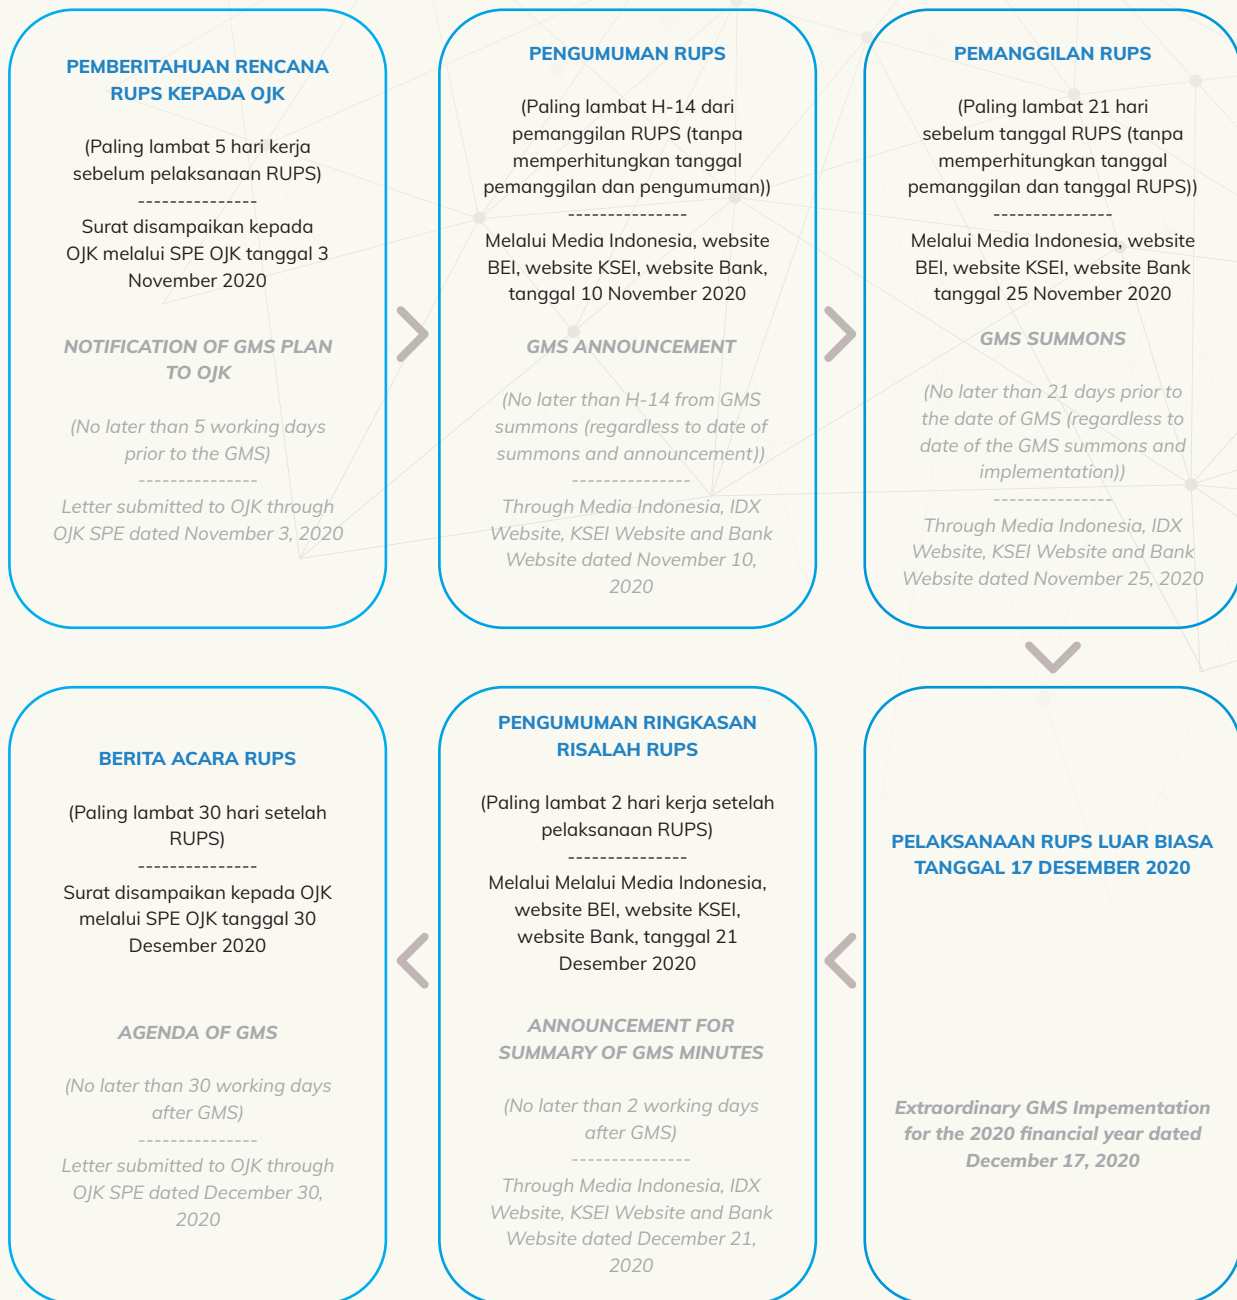 PEMBERITAHUAN RENCANA
RUPS KEPADA OJK
(Paling lambat 5 hari kerja
sebelum pelaksanaan RUPS)
---------------
Surat disampaikan kepada
OJK melalui SPE OJK tanggal 3
November 2020
NOTIFICATION OF GMS PLAN
TO OJK
(No later than 5 working days
prior to the GMS)
---------------
Letter submitted to OJK through
OJK SPE dated November 3, 2020
PENGUMUMAN RUPS
(Paling lambat H-14 dari
pemanggilan RUPS (tanpa
memperhitungkan tanggal
pemanggilan dan pengumuman))
---------------
Melalui Media Indonesia, website
BEI, website KSEI, website Bank,
tanggal 10 November 2020
GMS ANNOUNCEMENT
(No later than H-14 from GMS
summons (regardless to date of
summons and announcement))
---------------
Through Media Indonesia, IDX
Website, KSEI Website and Bank
Website dated November 10,
2020
PEMANGGILAN RUPS
(Paling lambat 21 hari
sebelum tanggal RUPS (tanpa
memperhitungkan tanggal
pemanggilan dan tanggal RUPS))
---------------
Melalui Media Indonesia, website
BEI, website KSEI, website Bank
tanggal 25 November 2020
GMS SUMMONS
(No later than 21 days prior to
the date of GMS (regardless to
date of the GMS summons and
implementation))
---------------
Through Media Indonesia, IDX
Website, KSEI Website and Bank
Website dated November 25, 2020
PELAKSANAAN RUPS LUAR BIASA
TANGGAL 17 DESEMBER 2020
Extraordinary GMS Impementation
for the 2020 financial year dated
December 17, 2020
PENGUMUMAN RINGKASAN
RISALAH RUPS
(Paling lambat 2 hari kerja setelah
pelaksanaan RUPS)
---------------
Melalui Melalui Media Indonesia,
website BEI, website KSEI,
website Bank, tanggal 21
Desember 2020
ANNOUNCEMENT FOR
SUMMARY OF GMS MINUTES
(No later than 2 working days
after GMS)
---------------
Through Media Indonesia, IDX
Website, KSEI Website and Bank
Website dated December 21,
2020
BERITA ACARA RUPS
(Paling lambat 30 hari setelah
RUPS)
---------------
Surat disampaikan kepada OJK
melalui SPE OJK tanggal 30
Desember 2020
AGENDA OF GMS
(No later than 30 working days
after GMS)
---------------
Letter submitted to OJK through
OJK SPE dated December 30,
2020